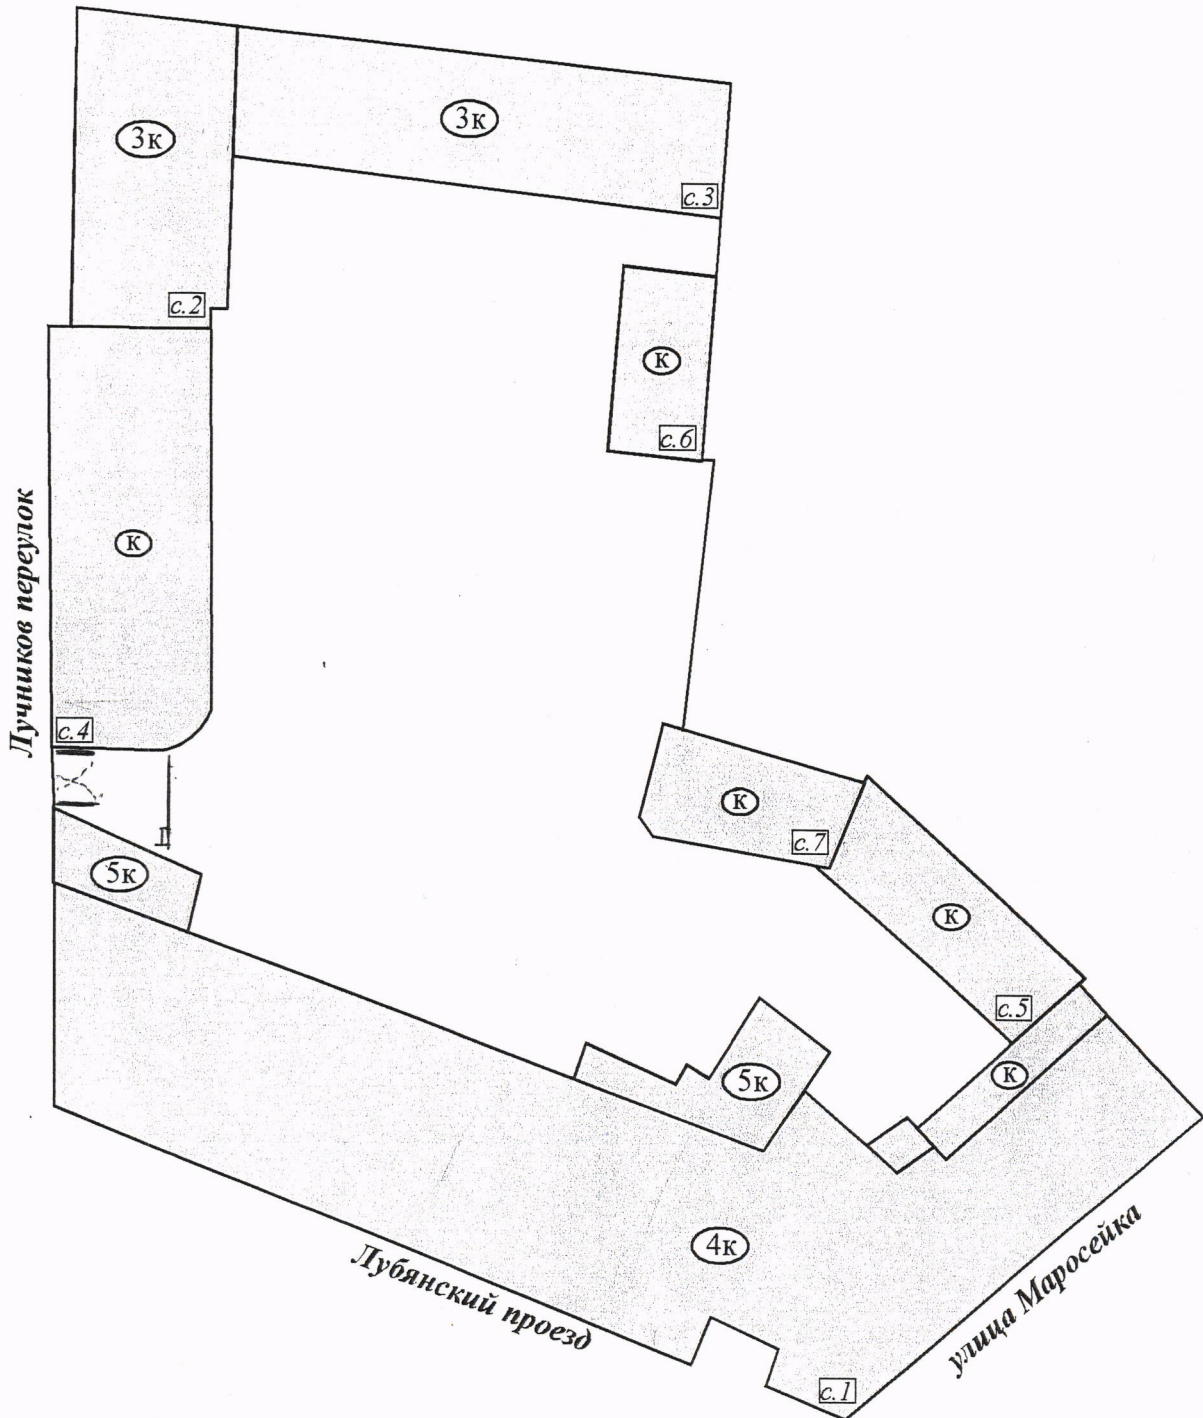 3к
3к
с.3
с.2
к
с.6
Лучников переулок
к
с.4
к
с.7
5к
к
с.5
5к
к
4к
Лубянский проезд
улица Маросейка
с.1